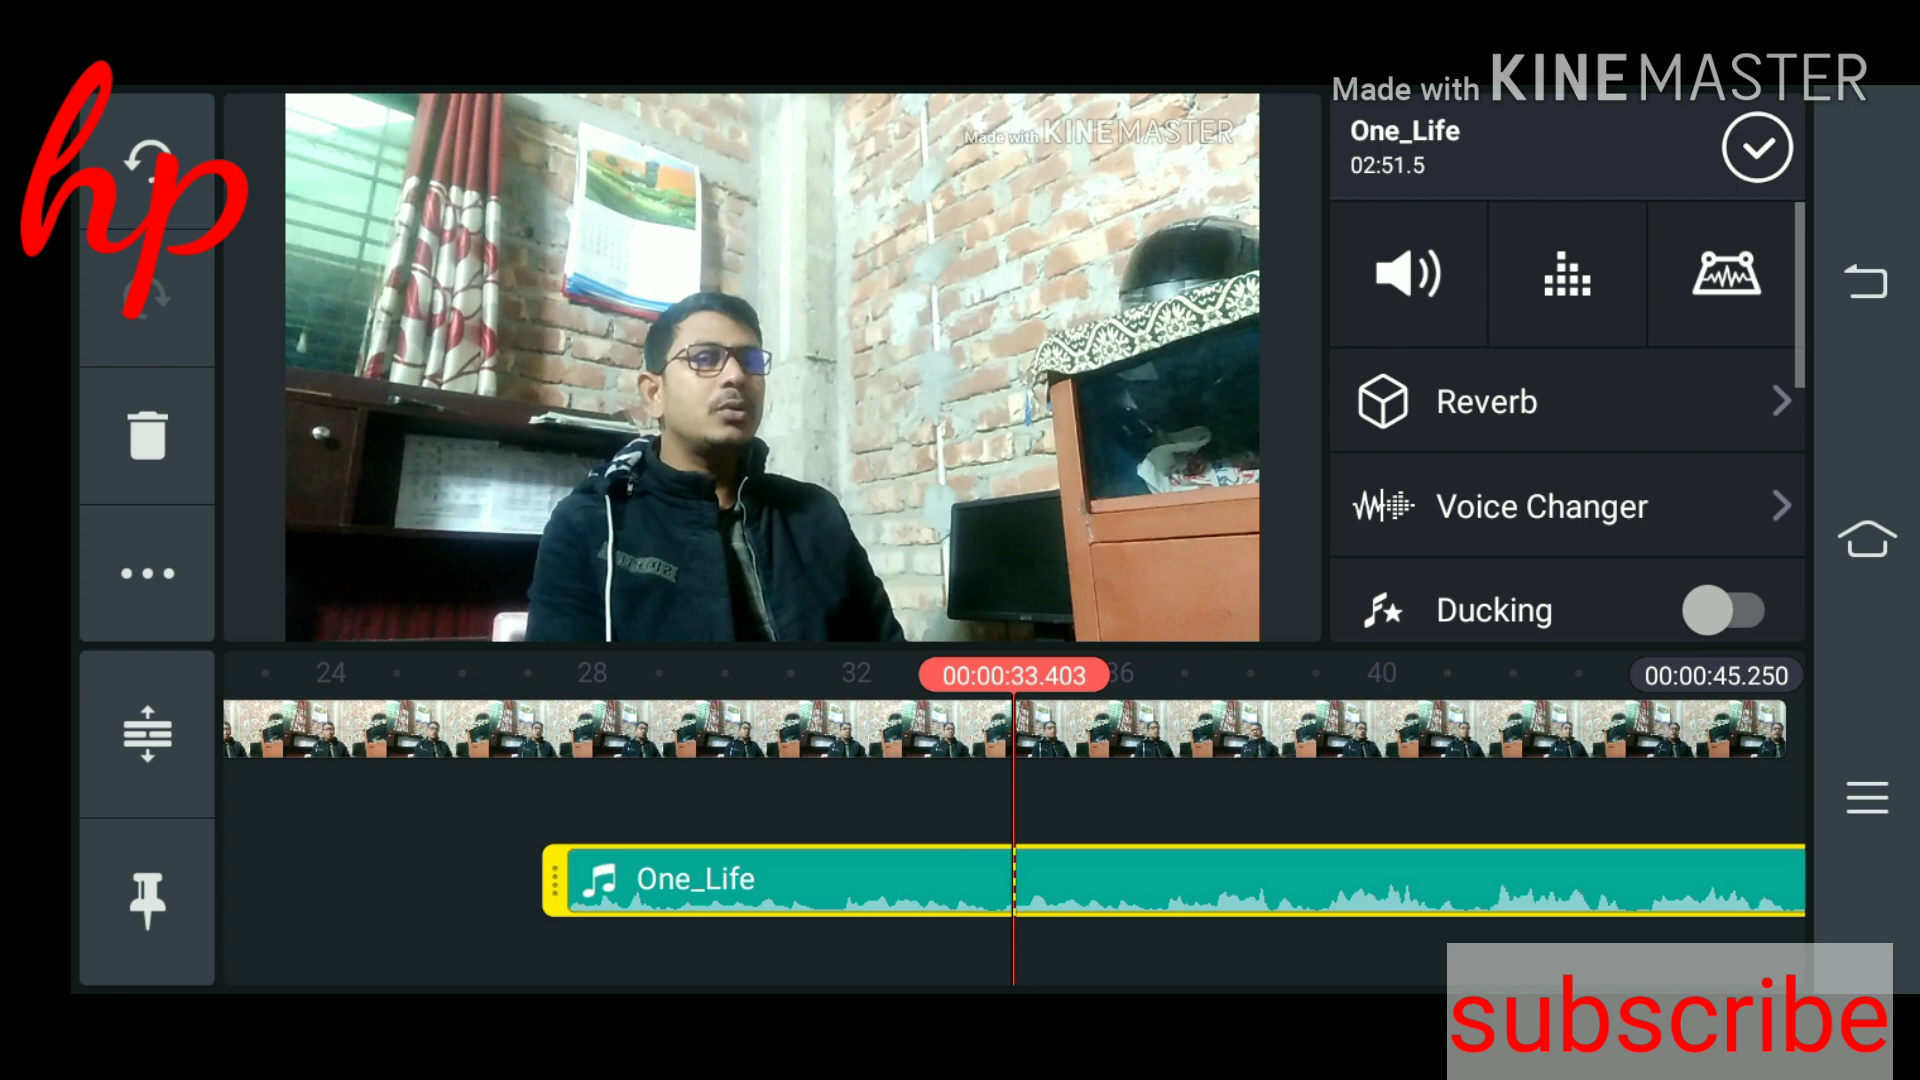 hp
Made with KINEMASTER
Made with KINEMASTER
One_Life
02:51.5
Reverb
Voice Changer
Ducking
24
28
32
00:00:33.403
36
40
00:00:45.250
One_Life
subscribe